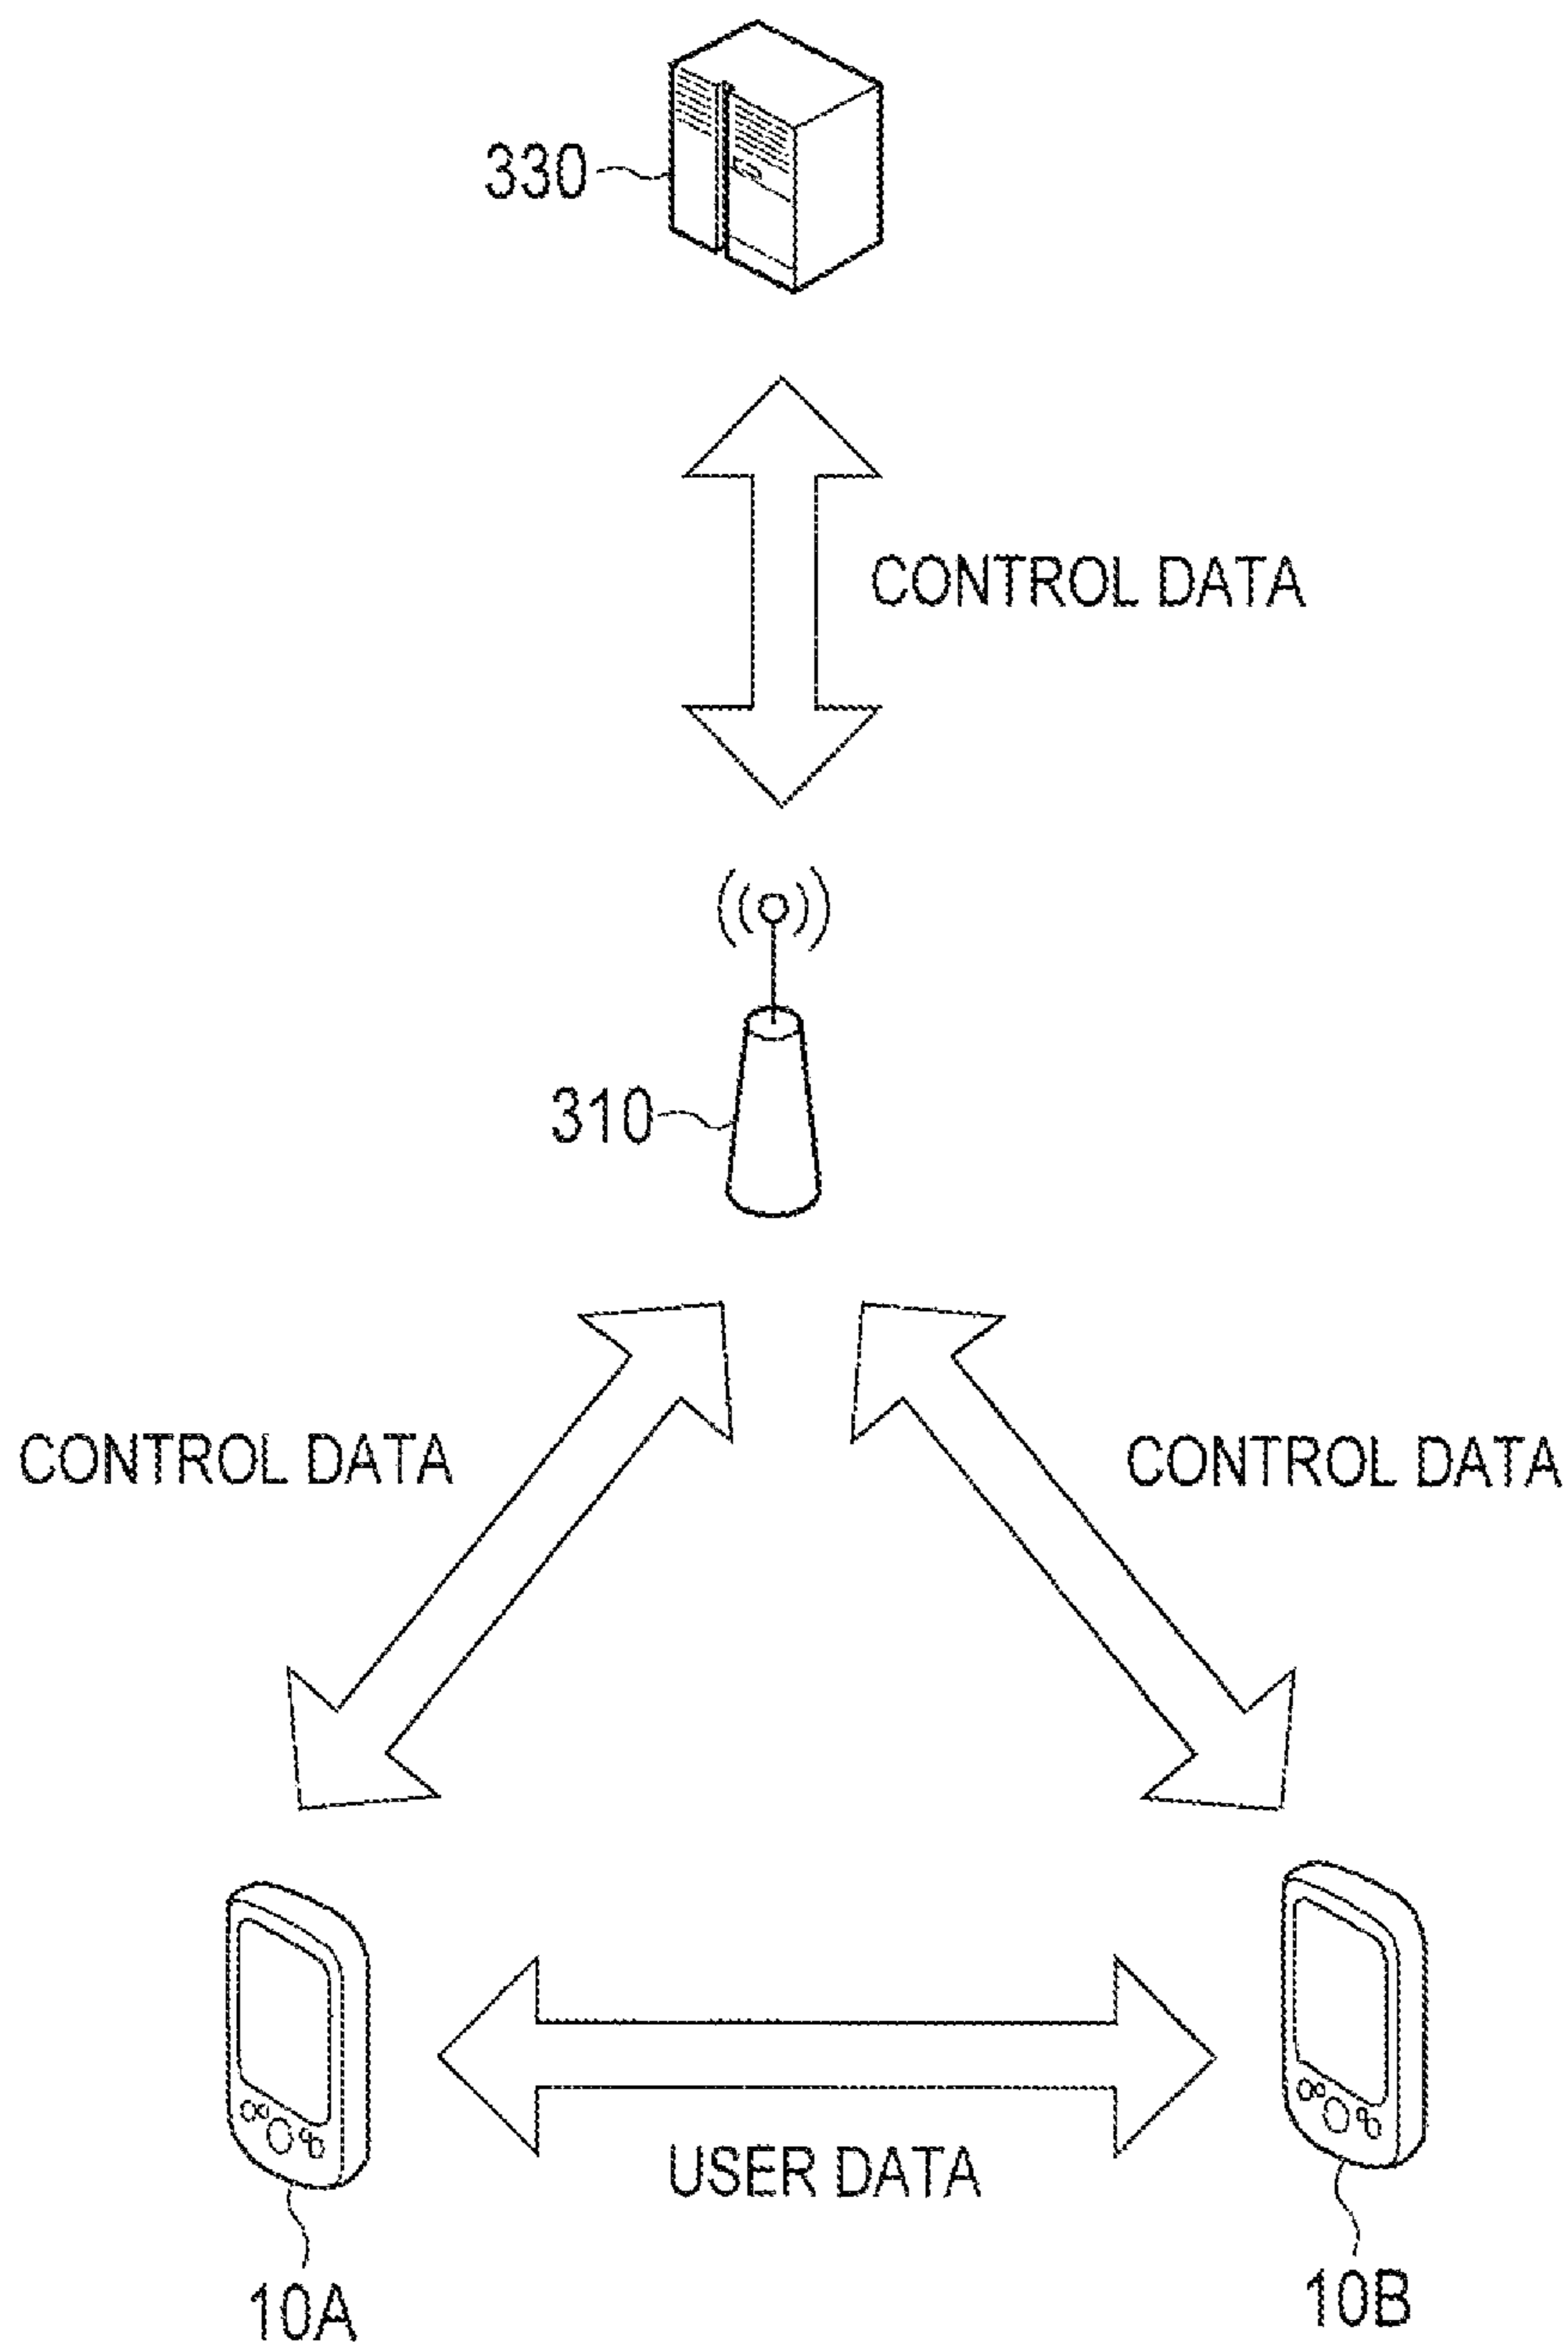 330
CONTROL DATA
310
CONTROL DATA
CONTROL DATA
USER DATA
10A
10B